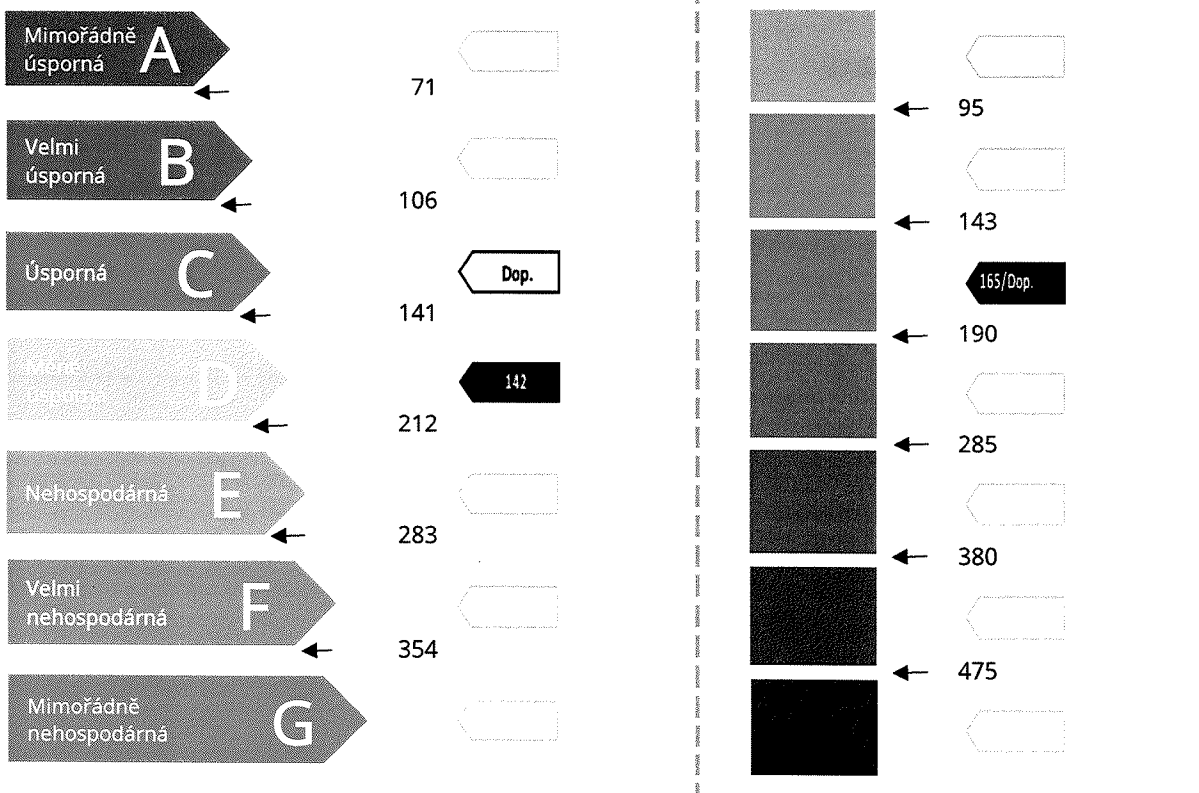 Mimořádně
úsporná
A
71
Velmi
úsporná
B
106
Úsporná
C
Dop.
141
D
142
212
Nehospodárná
E
283
Velmi
nehospodárná
F
354
Mimořádně
nehospodárná
G
95
143
165/Dop.
190
285
380
475